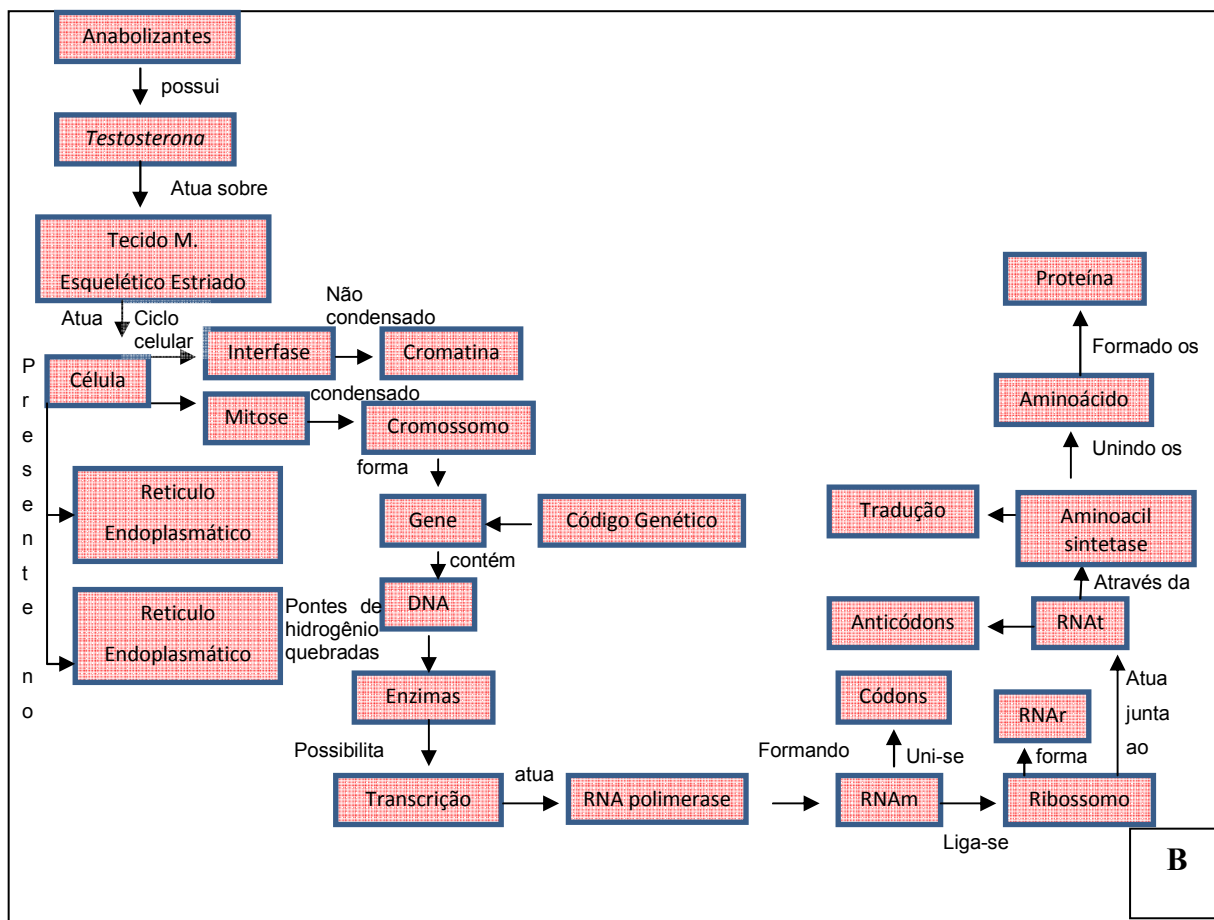 Anabolizantes
possui
Testosterona
Atua sobre
Tecido M.
Esquelético Estriado
Atua
Ciclo
celular
Não
condensado
Interfase
Cromatina
Célula
condensado
Mitose
Cromossomo
forma
Presente no
Reticulo
Endoplasmático
Reticulo
Endoplasmático
Gene
Código Genético
contém
DNA
Pontes de
hidrogênio
quebradas
Enzimas
Possibilita
Transcrição
atua
RNA polimerase
Formando
RNAm
Uni-se
Códons
Liga-se
Ribossomo
forma
RNAr
Atua
junta
ao
RNAt
Anticódons
Através da
Aminoacil
sintetase
Tradução
Unindo os
Aminoácido
Formado os
Proteína
B